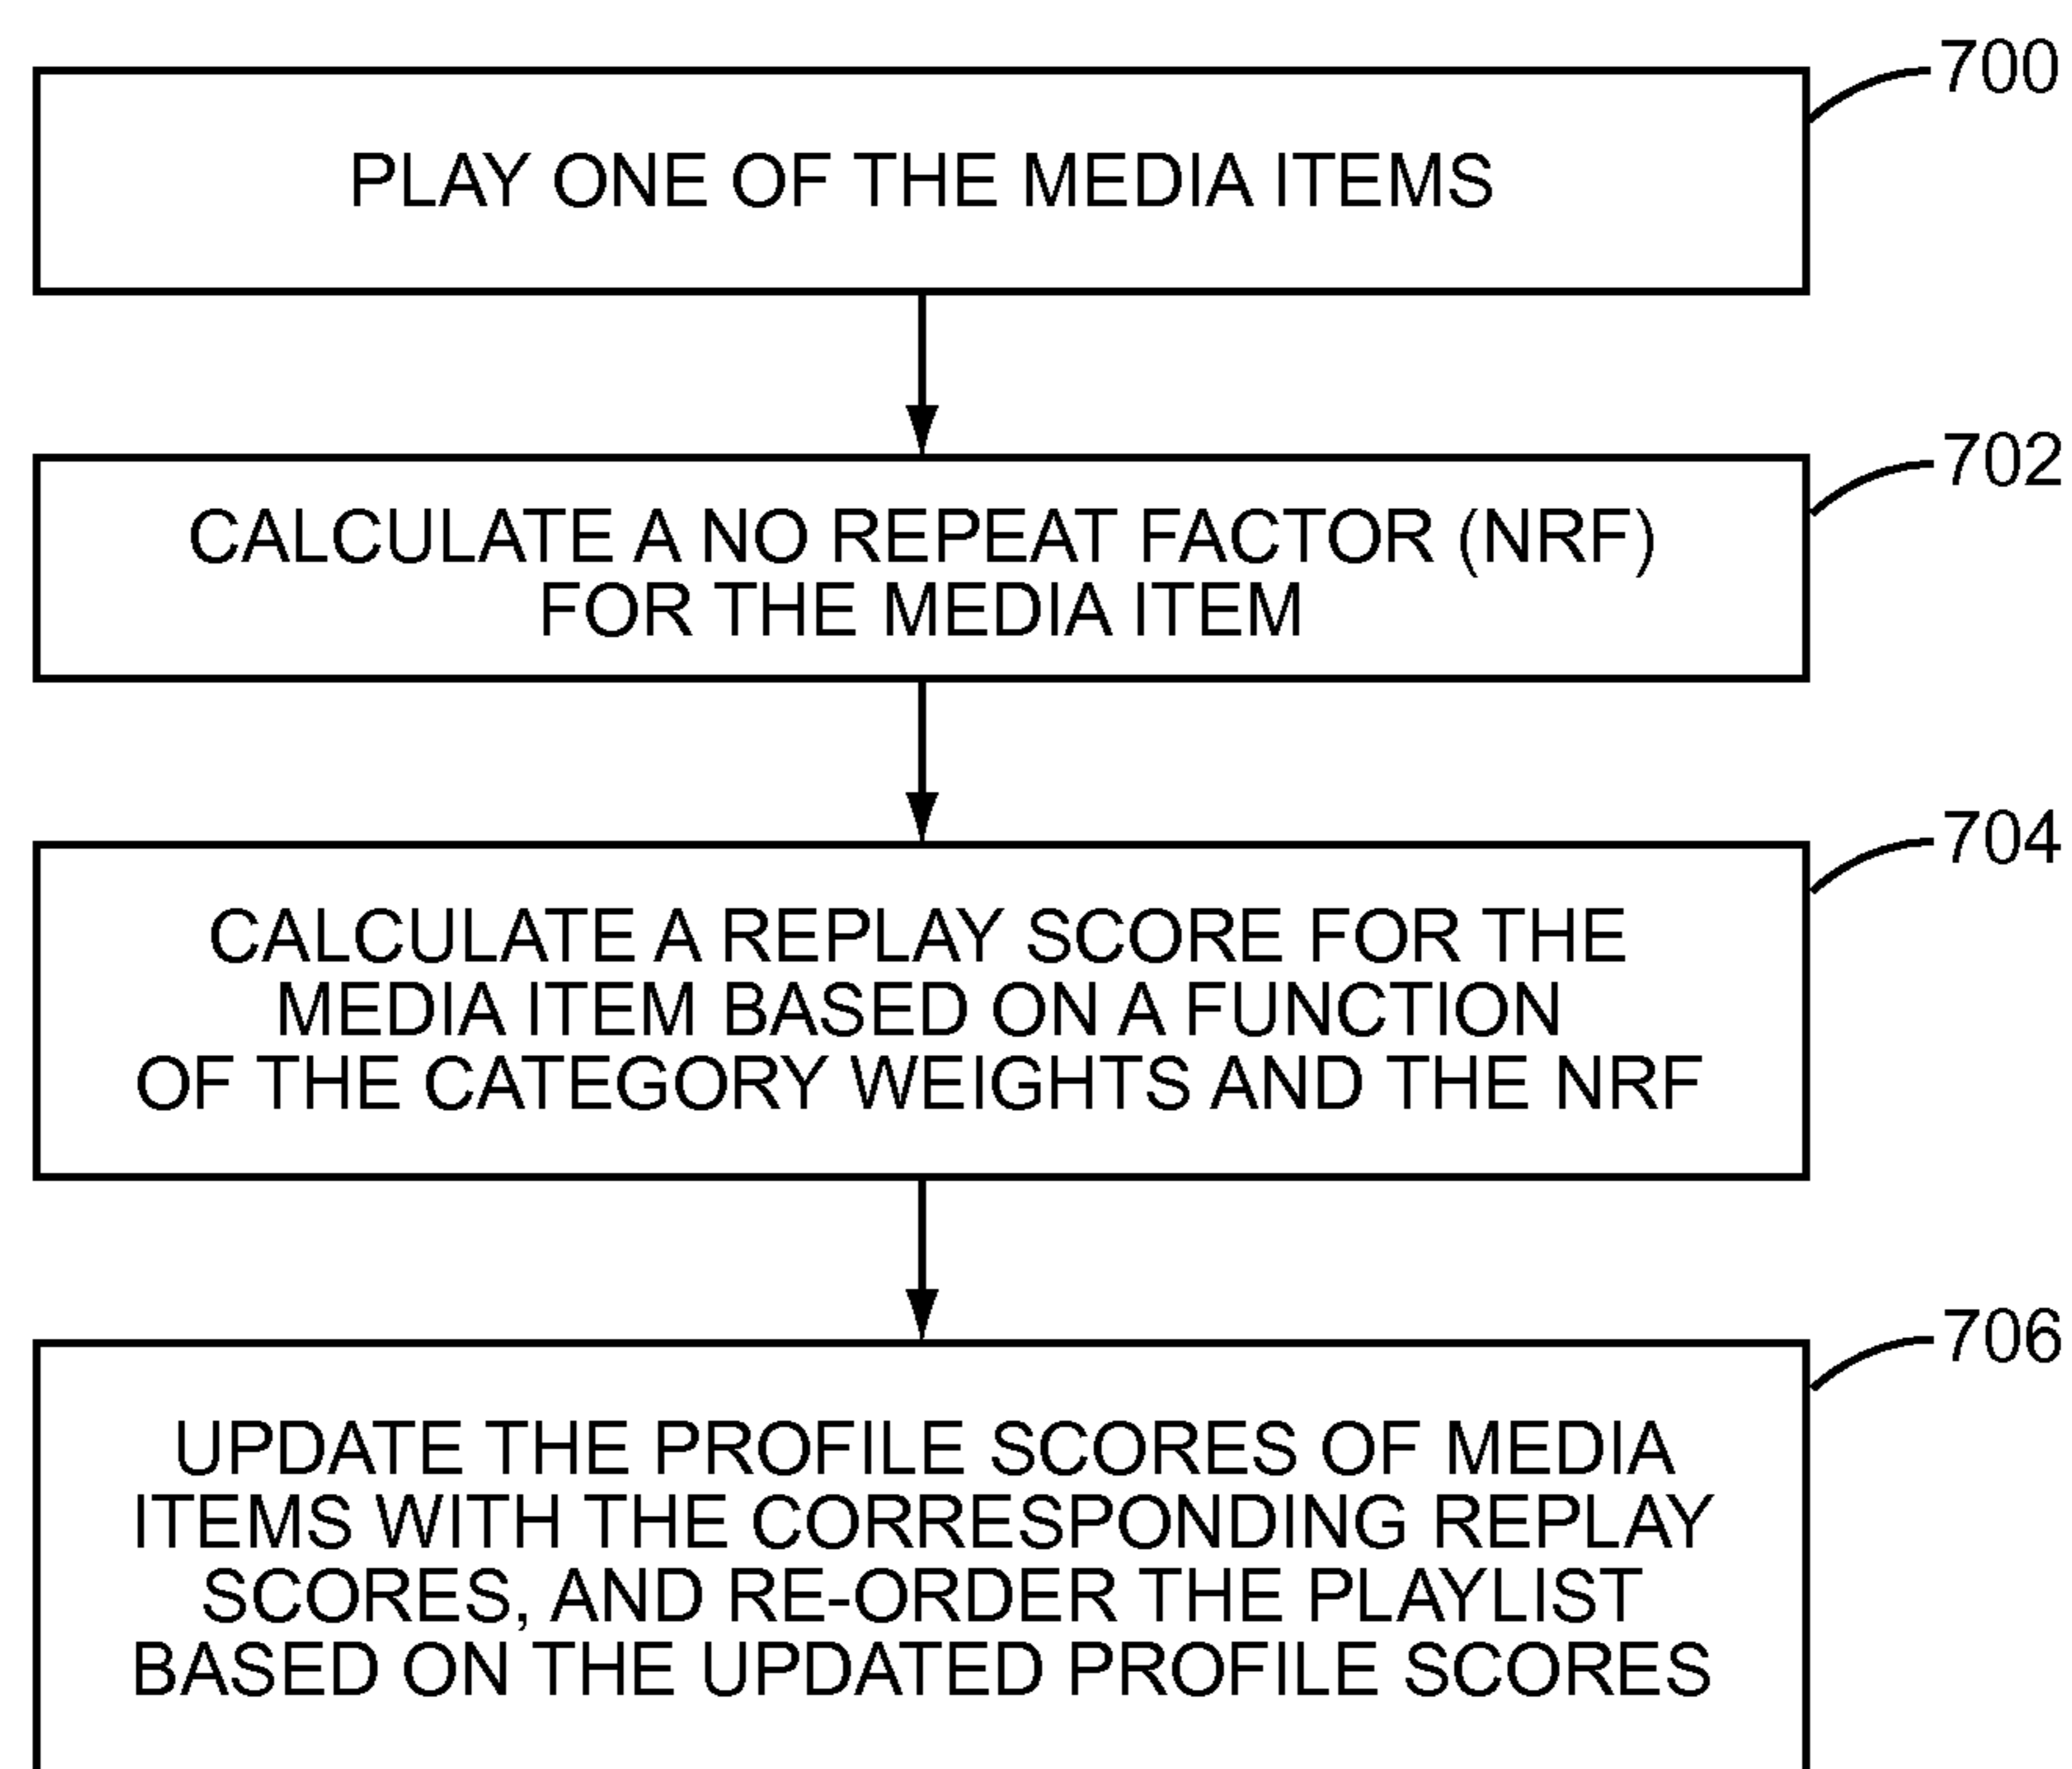 700
PLAY ONE OF THE MEDIA ITEMS
702
CALCULATE A NO REPEAT FACTOR (NRF)
FOR THE MEDIA ITEM
704
CALCULATE A REPLAY SCORE FOR THE
MEDIA ITEM BASED ON A FUNCTION
OF THE CATEGORY WEIGHTS AND THE NRF
706
UPDATE THE PROFILE SCORES OF MEDIA
ITEMS WITH THE CORRESPONDING REPLAY
SCORES, AND RE-ORDER THE PLAYLIST
BASED ON THE UPDATED PROFILE SCORES